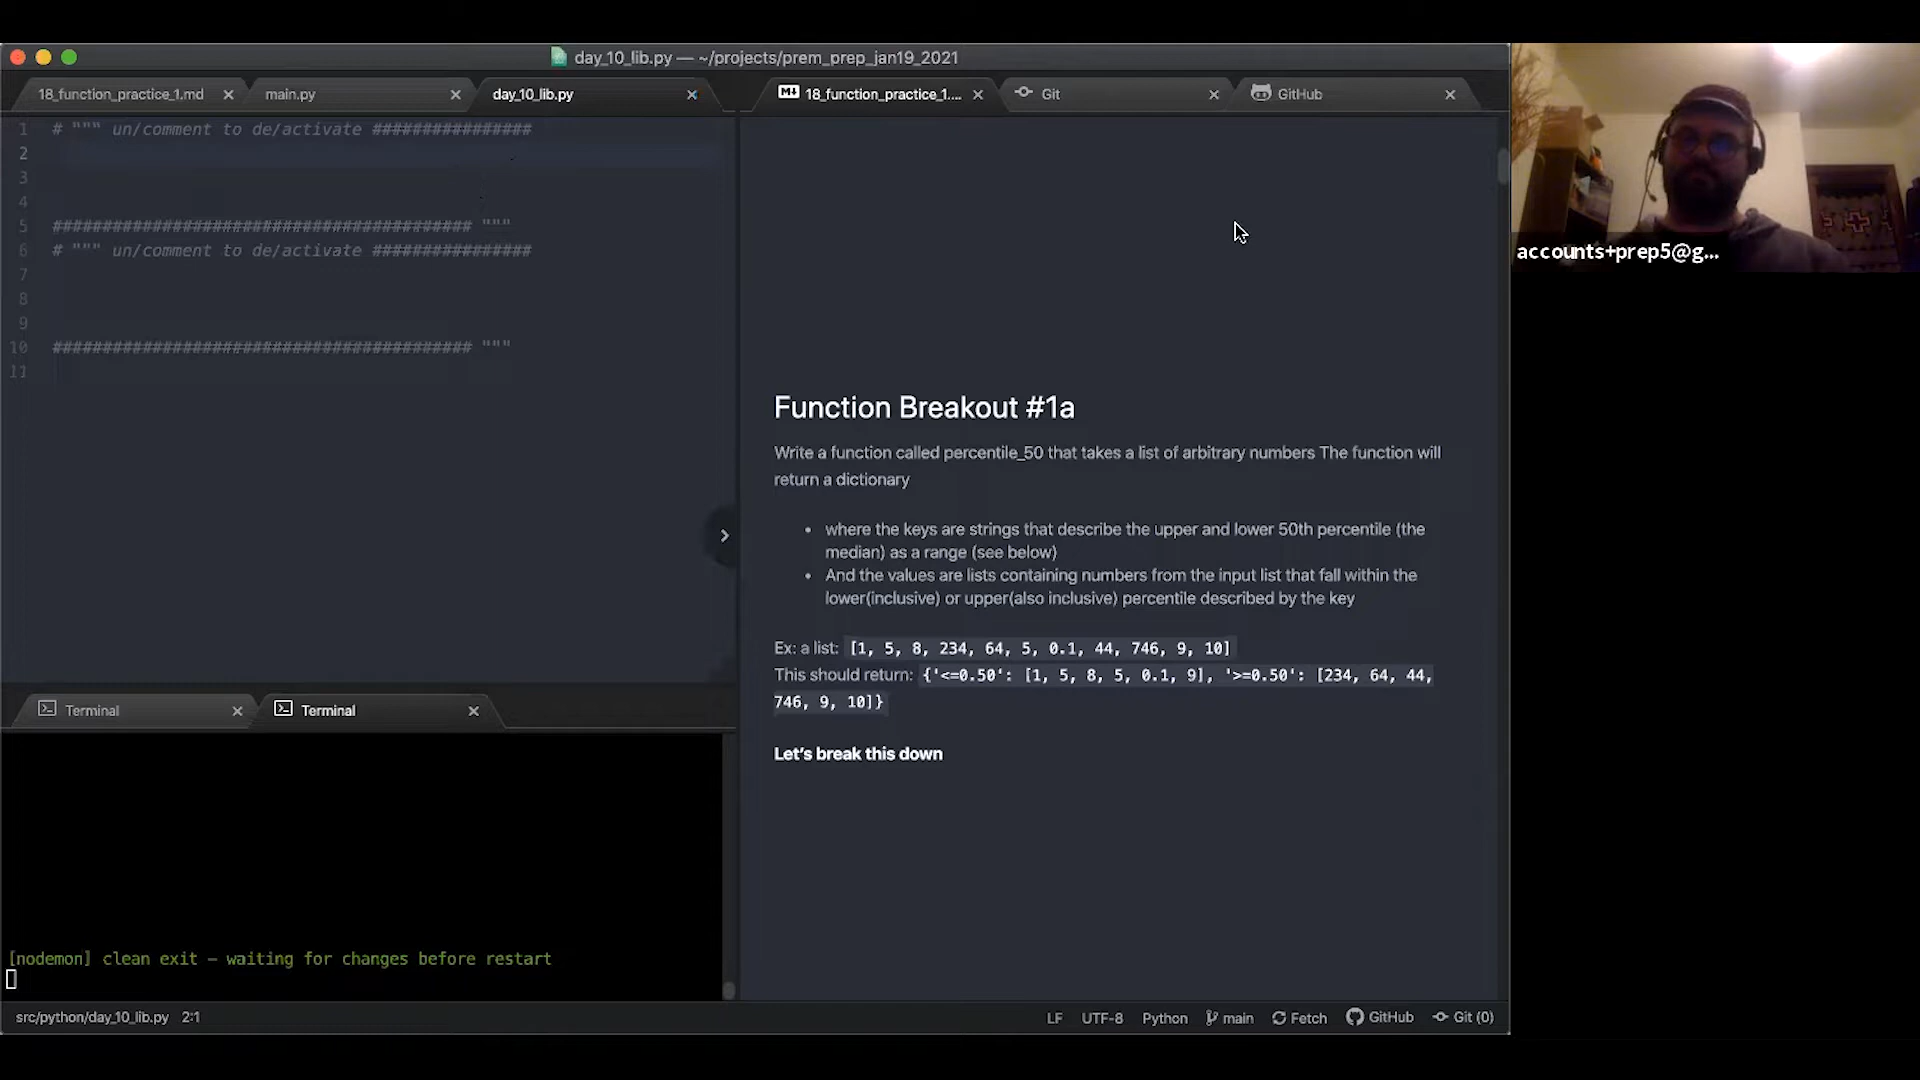 day_10_lib.py — ~/projects/prem_prep_jan19_2021
18_function_practice_1.md
main.py
day_10_lib.py
18_function_practice_1....
Git
GitHub
1 # """ un/comment to de/activate ################
2
3
4
5 ########################################## """
6 # """ un/comment to de/activate ################
7
8
9
10 ########################################## """
11
Function Breakout #1a
Write a function called percentile_50 that takes a list of arbitrary numbers The function will
return a dictionary
• where the keys are strings that describe the upper and lower 50th percentile (the
median) as a range (see below)
• And the values are lists containing numbers from the input list that fall within the
lower(inclusive) or upper(also inclusive) percentile described by the key
Ex: a list: [1, 5, 8, 234, 64, 5, 0.1, 44, 746, 9, 10]
This should return: {'<=0.50': [1, 5, 8, 5, 0.1, 9], '>=0.50': [234, 64, 44,
746, 9, 10]}
Let's break this down
Terminal
Terminal
[nodemon] clean exit - waiting for changes before restart
src/python/day_10_lib.py 2:1
LF UTF-8 Python main Fetch GitHub Git (0)
accounts+prep5@g...